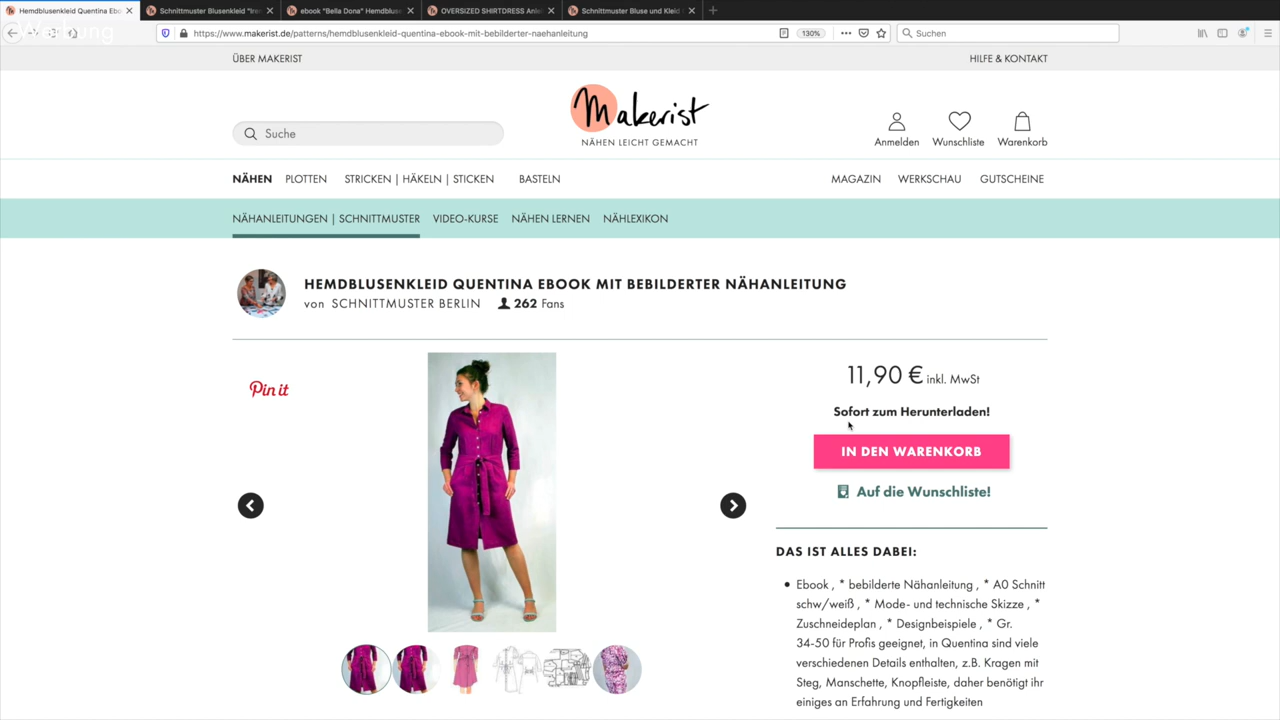 Hemdblusenkleid Quentina Ebo
Schnittmuster Blusenkleid "Ire
ebook "Bella Dona" Hemdbluse
OVERSIZED SHIRTDRESS Anle
Schnittmuster Bluse und Kleid
Werbung
https://www.makerist.de/patterns/hemdblusenkleid-quentina-ebook-mit-bebilderter-naehanleitung
130%
Suchen
ÜBER MAKERIST
HILFE & KONTAKT
Suche
Makerist
NÄHEN LEICHT GEMACHT
Anmelden
Wunschliste
Warenkorb
NÄHEN
PLOTTEN
STRICKEN | HÄKELN | STICKEN
BASTELN
MAGAZIN
WERKSCHAU
GUTSCHEINE
NÄHANLEITUNGEN | SCHNITTMUSTER
VIDEO-KURSE
NÄHEN LERNEN
NÄHLEXIKON
HEMDBLUSENKLEID QUENTINA EBOOK MIT BEBILDERTER NÄHANLEITUNG
von SCHNITTMUSTER BERLIN
262 Fans
Pin it
11,90 € inkl. MwSt
Sofort zum Herunterladen!
IN DEN WARENKORB
Auf die Wunschliste!
DAS IST ALLES DABEI:
• Ebook , * bebilderte Nähanleitung , * A0 Schnitt
schw/weiß , * Mode- und technische Skizze , *
Zuschneideplan , * Designbeispiele , * Gr.
34-50 für Profis geeignet, in Quentina sind viele
verschiedenen Details enthalten, z.B. Kragen mit
Steg, Manschette, Knopfleiste, daher benötigt ihr
einiges an Erfahrung und Fertigkeiten